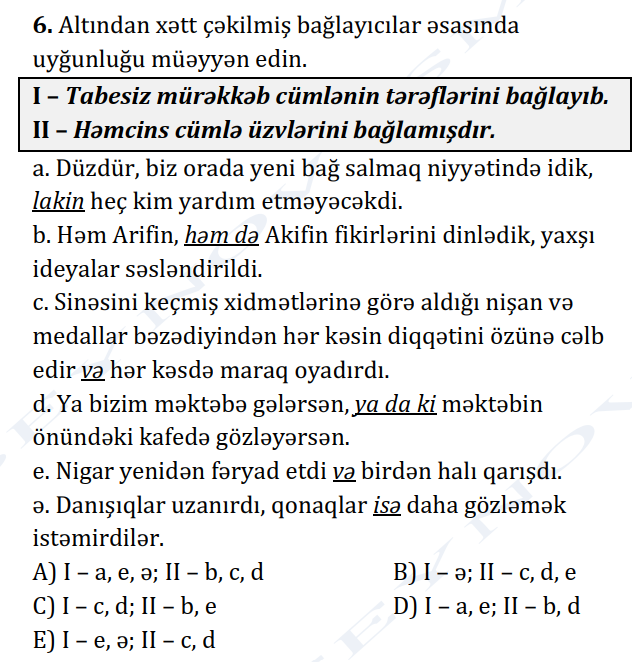 6. Altından xətt çəkilmiş bağlayıcılar əsasında
uyğunluğu müəyyən edin.
I – Tabesiz mürəkkəb cümlənin tərəflərini bağlayıb.
II – Həmcins cümlə üzvlərini bağlamışdır.
a. Düzdür, biz orada yeni bağ salmaq niyyətində idik,
lakin heç kim yardım etməyəcəkdi.
b. Həm Arifin, həm də Akifin fikirlərini dinlədik, yaxşı
ideyalar səsləndirildi.
c. Sinəsini keçmiş xidmətlərinə görə aldığı nişan və
medallar bəzədiyindən hər kəsin diqqətini özünə cəlb
edir və hər kəsdə maraq oyadırdı.
d. Ya bizim məktəbə gələrsən, ya da ki məktəbin
önündəki kafedə gözləyərsən.
e. Nigar yenidən fəryad etdi və birdən halı qarışdı.
ə. Danışıqlar uzanırdı, qonaqlar isə daha gözləmək
istəmirdilər.
A) I – a, e, ə; II – b, c, d B) I – ə; II – c, d, e
C) I – c, d; II – b, e D) I – a, e; II – b, d
E) I – e, ə; II – c, d